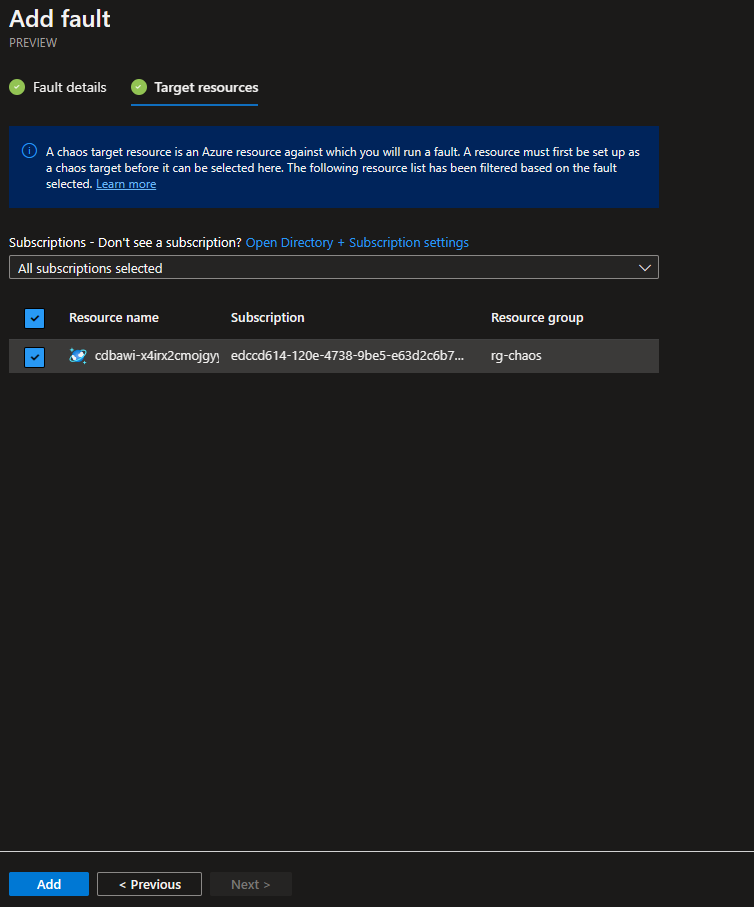 Add fault
PREVIEW
Fault details
Target resources
A chaos target resource is an Azure resource against which you will run a fault. A resource must first be set up as
a chaos target before it can be selected here. The following resource list has been filtered based on the fault
selected. Learn more
Subscriptions - Don't see a subscription? Open Directory + Subscription settings
All subscriptions selected
Resource name Subscription Resource group
cdbawi-x4irx2cmojgyy edccd614-120e-4738-9be5-e63d2c6b7... rg-chaos
Add < Previous Next >